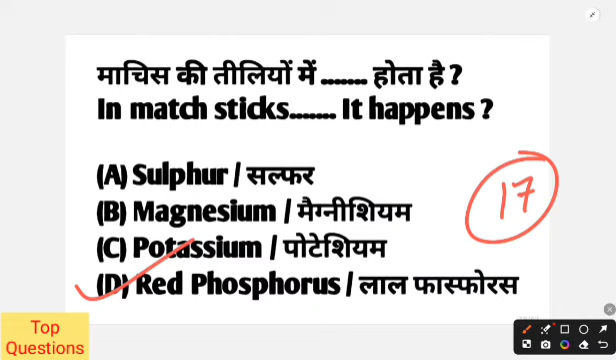 माचिस की तीलियों में ....... होता है ?
In match sticks....... It happens ?
(A) Sulphur / सल्फर
(B) Magnesium / मैग्नीशियम
(C) Potassium / पोटेशियम
(D) Red Phosphorus / लाल फास्फोरस
17
Top
Questions